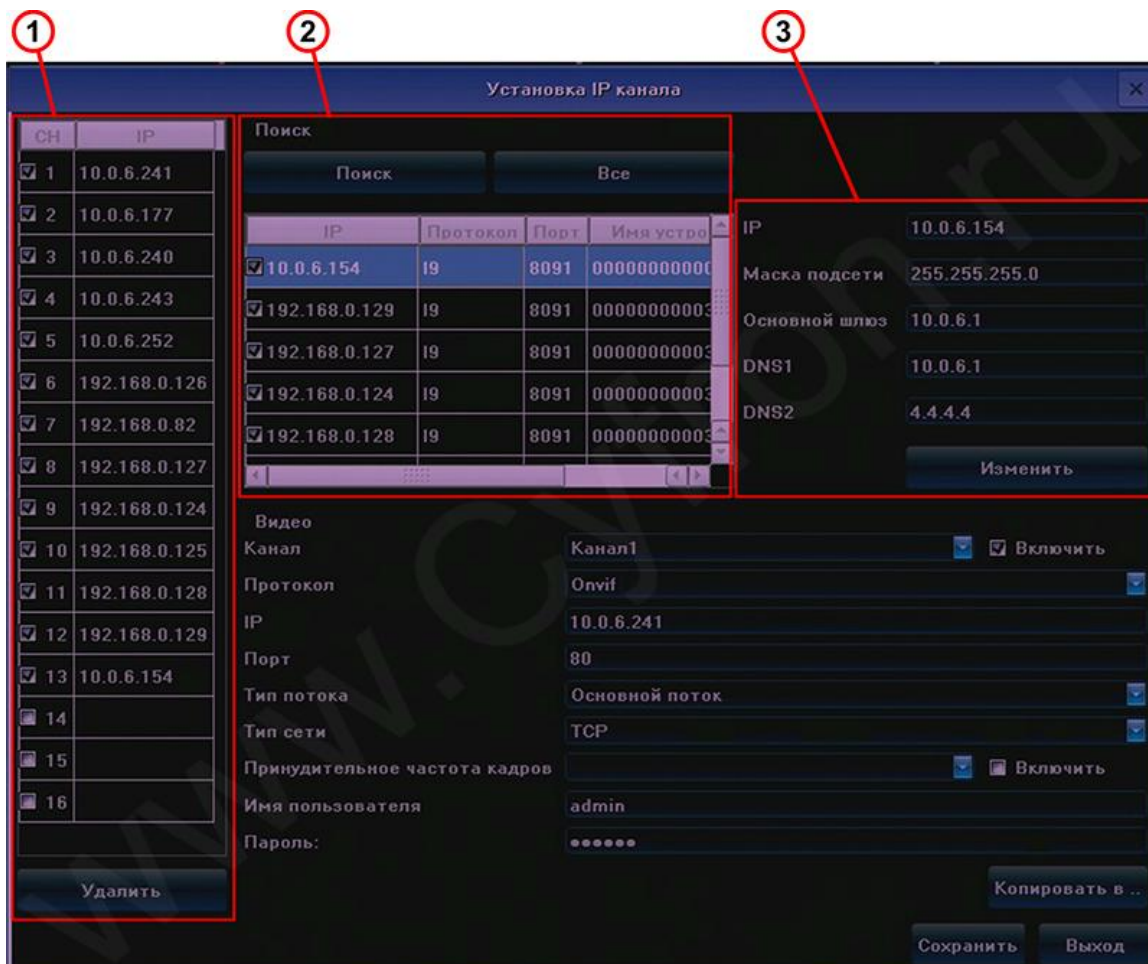 1
2
3
Установка IP канала
CH IP
1 10.0.6.241
2 10.0.6.177
3 10.0.6.240
4 10.0.6.243
5 10.0.6.252
6 192.168.0.126
7 192.168.0.82
8 192.168.0.127
9 192.168.0.124
10 192.168.0.125
11 192.168.0.128
12 192.168.0.129
13 10.0.6.154
14
15
16
Удалить
Поиск
Поиск Все
IP Протокол Порт Имя устро
10.0.6.154 I9 8091 00000000000
192.168.0.129 I9 8091 00000000003
192.168.0.127 I9 8091 00000000003
192.168.0.124 I9 8091 00000000003
192.168.0.128 I9 8091 00000000003
IP 10.0.6.154
Маска подсети 255.255.255.0
Основной шлюз 10.0.6.1
DNS1 10.0.6.1
DNS2 4.4.4.4
Изменить
Видео
Канал Канал1 Включить
Протокол Onvif
IP 10.0.6.241
Порт 80
Тип потока Основной поток
Тип сети TCP
Принудительное частота кадров Включить
Имя пользователя admin
Пароль: ●●●●●●
Копировать в ..
Сохранить Выход
www.Cyfron.ru